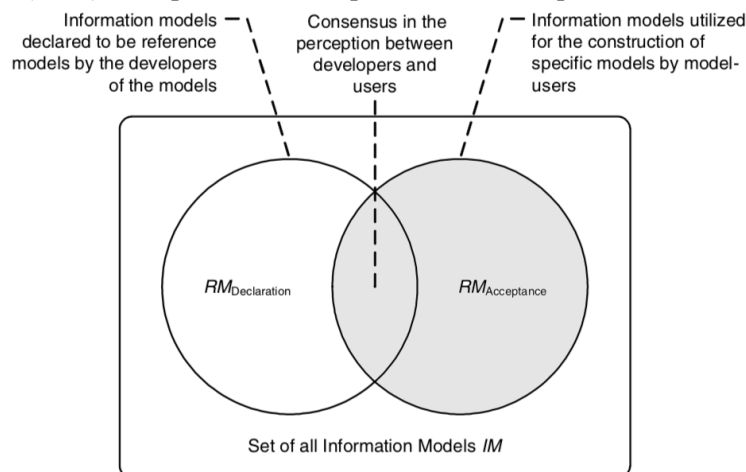 Information models
declared to be reference
models by the developers
of the models
Consensus in the
perception between
developers and
users
Information models utilized
for the construction of
specific models by model-
users
RMDeclaration
RMAcceptance
Set of all Information Models IM